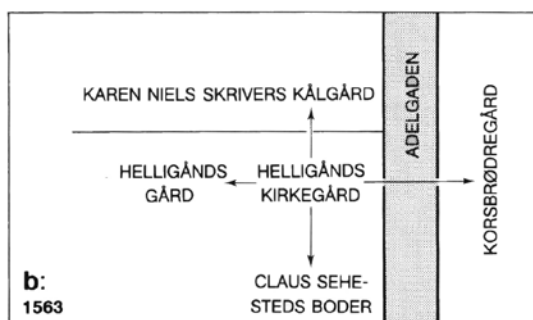 KAREN NIELS SKRIVERS KÅLGÅRD
ADELGADEN
KORSBRØDREGÅRD
HELLIGÅNDS
GÅRD
HELLIGÅNDS
KIRKEGÅRD
CLAUS SEHE-
STEDS BODER
b:
1563